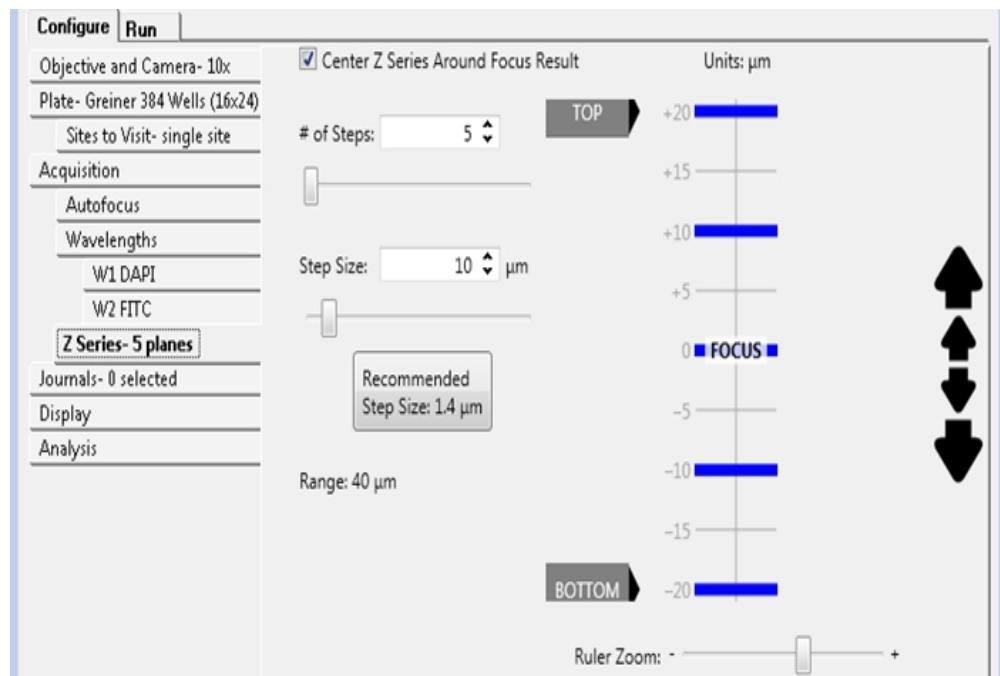 Configure
Run
Objective and Camera- 10x
Plate- Greiner 384 Wells (16x24)
Sites to Visit- single site
Acquisition
Autofocus
Wavelengths
W1 DAPI
W2 FITC
Z Series- 5 planes
Journals- 0 selected
Display
Analysis
Center Z Series Around Focus Result
# of Steps: 5
Step Size: 10 µm
Recommended
Step Size: 1.4 µm
Range: 40 µm
Units: µm
TOP
+20
+15
+10
+5
0 FOCUS
−5
−10
−15
BOTTOM
−20
Ruler Zoom: - +